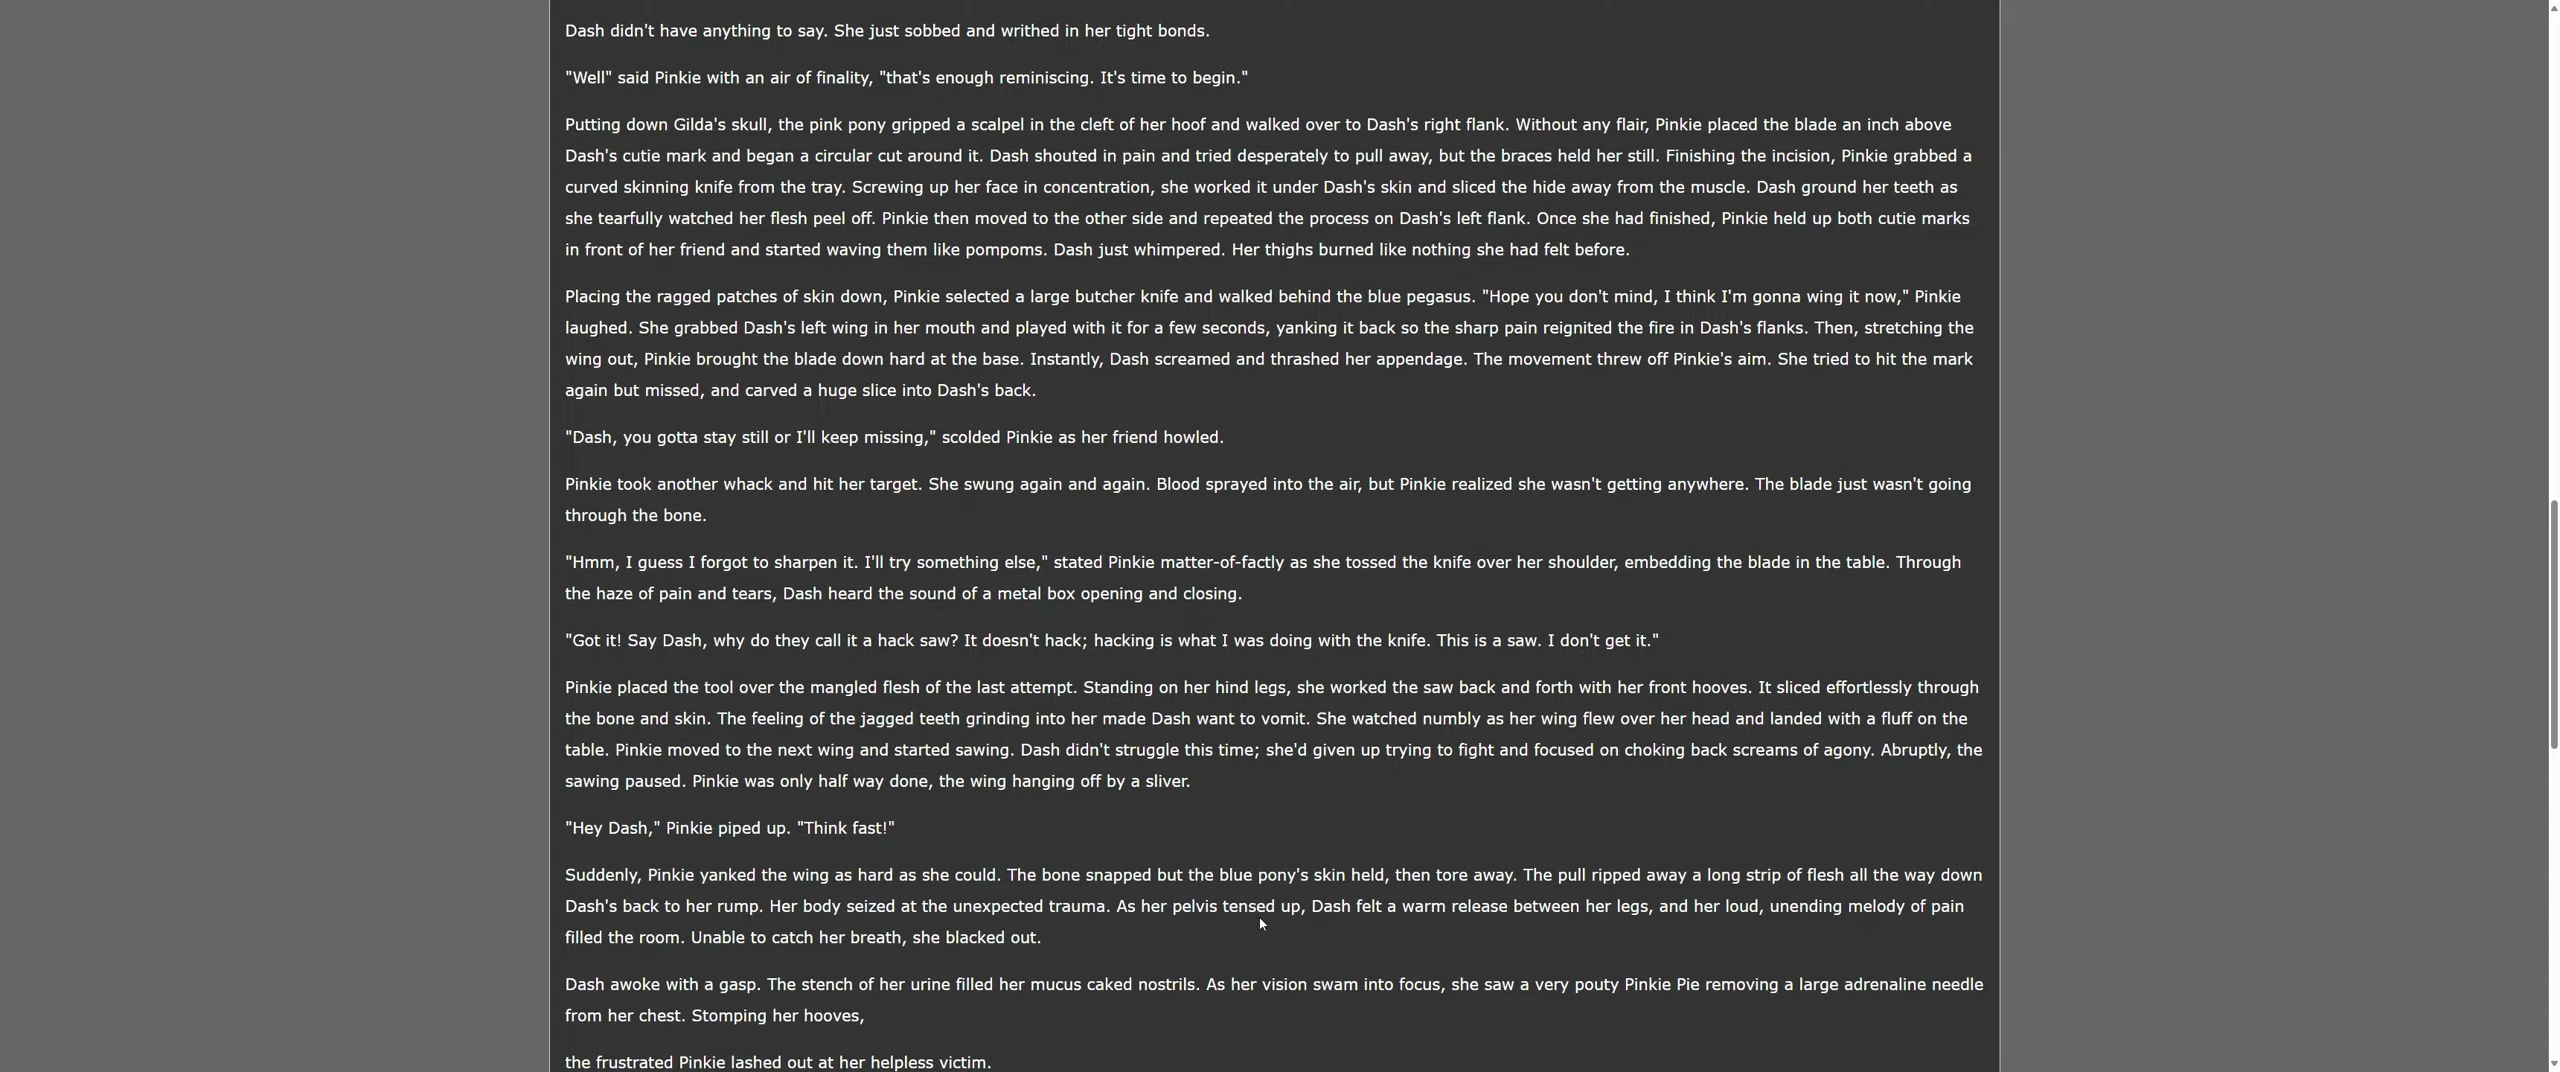 Dash didn't have anything to say. She just sobbed and writhed in her tight bonds.
"Well" said Pinkie with an air of finality, "that's enough reminiscing. It's time to begin."
Putting down Gilda's skull, the pink pony gripped a scalpel in the cleft of her hoof and walked over to Dash's right flank. Without any flair, Pinkie placed the blade an inch above
Dash's cutie mark and began a circular cut around it. Dash shouted in pain and tried desperately to pull away, but the braces held her still. Finishing the incision, Pinkie grabbed a
curved skinning knife from the tray. Screwing up her face in concentration, she worked it under Dash's skin and sliced the hide away from the muscle. Dash ground her teeth as
she tearfully watched her flesh peel off. Pinkie then moved to the other side and repeated the process on Dash's left flank. Once she had finished, Pinkie held up both cutie marks
in front of her friend and started waving them like pompoms. Dash just whimpered. Her thighs burned like nothing she had felt before.
Placing the ragged patches of skin down, Pinkie selected a large butcher knife and walked behind the blue pegasus. "Hope you don't mind, I think I'm gonna wing it now," Pinkie
laughed. She grabbed Dash's left wing in her mouth and played with it for a few seconds, yanking it back so the sharp pain reignited the fire in Dash's flanks. Then, stretching the
wing out, Pinkie brought the blade down hard at the base. Instantly, Dash screamed and thrashed her appendage. The movement threw off Pinkie's aim. She tried to hit the mark
again but missed, and carved a huge slice into Dash's back.
"Dash, you gotta stay still or I'll keep missing," scolded Pinkie as her friend howled.
Pinkie took another whack and hit her target. She swung again and again. Blood sprayed into the air, but Pinkie realized she wasn't getting anywhere. The blade just wasn't going
through the bone.
"Hmm, I guess I forgot to sharpen it. I'll try something else," stated Pinkie matter-of-factly as she tossed the knife over her shoulder, embedding the blade in the table. Through
the haze of pain and tears, Dash heard the sound of a metal box opening and closing.
"Got it! Say Dash, why do they call it a hack saw? It doesn't hack; hacking is what I was doing with the knife. This is a saw. I don't get it."
Pinkie placed the tool over the mangled flesh of the last attempt. Standing on her hind legs, she worked the saw back and forth with her front hooves. It sliced effortlessly through
the bone and skin. The feeling of the jagged teeth grinding into her made Dash want to vomit. She watched numbly as her wing flew over her head and landed with a fluff on the
table. Pinkie moved to the next wing and started sawing. Dash didn't struggle this time; she'd given up trying to fight and focused on choking back screams of agony. Abruptly, the
sawing paused. Pinkie was only half way done, the wing hanging off by a sliver.
"Hey Dash," Pinkie piped up. "Think fast!"
Suddenly, Pinkie yanked the wing as hard as she could. The bone snapped but the blue pony's skin held, then tore away. The pull ripped away a long strip of flesh all the way down
Dash's back to her rump. Her body seized at the unexpected trauma. As her pelvis tensed up, Dash felt a warm release between her legs, and her loud, unending melody of pain
filled the room. Unable to catch her breath, she blacked out.
Dash awoke with a gasp. The stench of her urine filled her mucus caked nostrils. As her vision swam into focus, she saw a very pouty Pinkie Pie removing a large adrenaline needle
from her chest. Stomping her hooves,
the frustrated Pinkie lashed out at her helpless victim.